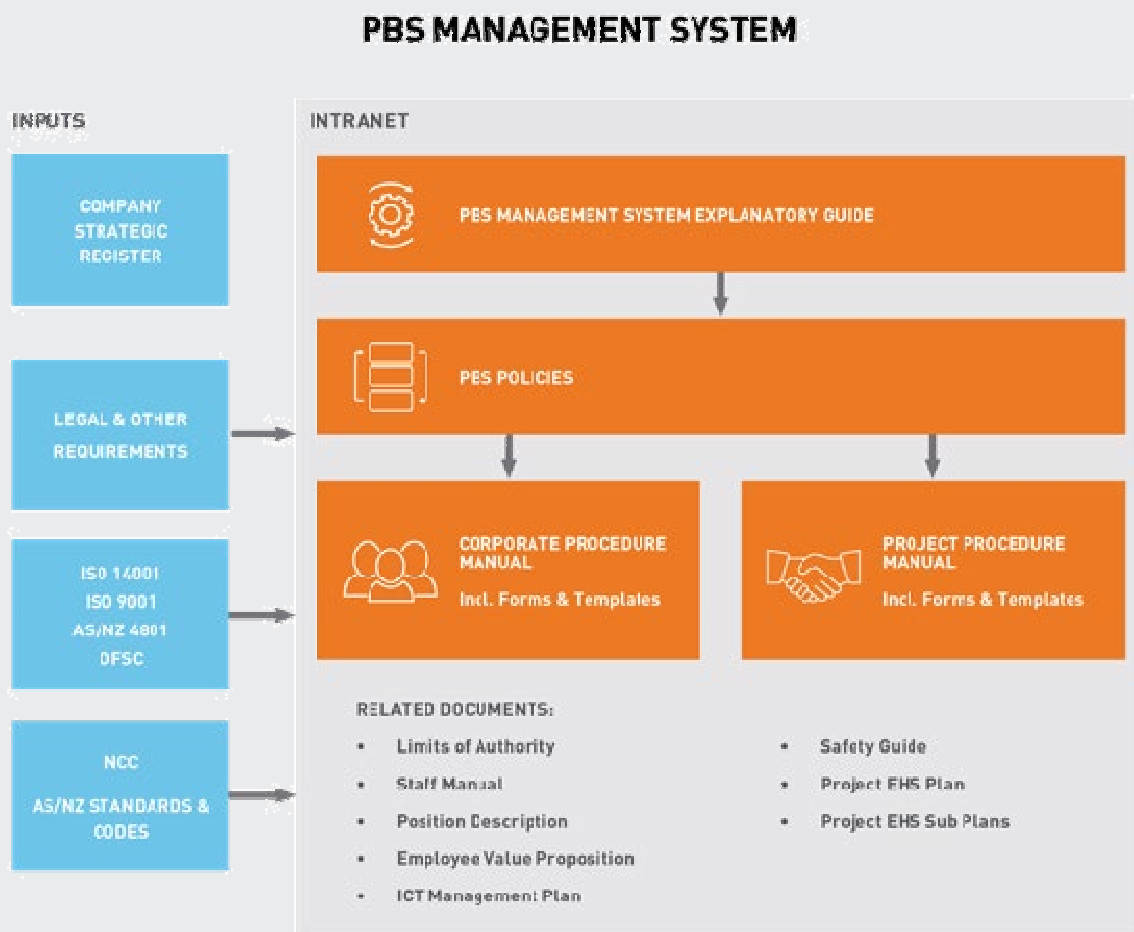 PBS MANAGEMENT SYSTEM
INPUTS
COMPANY
STRATEGIC
REGISTER
LEGAL & OTHER
REQUIREMENTS
ISO 14001
ISO 9001
AS/NZ 4801
OFSC
NCC
AS/NZ STANDARDS &
CODES
INTRANET
PBS MANAGEMENT SYSTEM EXPLANATORY GUIDE
PBS POLICIES
CORPORATE PROCEDURE
MANUAL
Incl. Forms & Templates
PROJECT PROCEDURE
MANUAL
Incl. Forms & Templates
RELATED DOCUMENTS:
• Limits of Authority
• Staff Manual
• Position Description
• Employee Value Proposition
• ICT Management Plan
• Safety Guide
• Project EHS Plan
• Project EHS Sub Plans